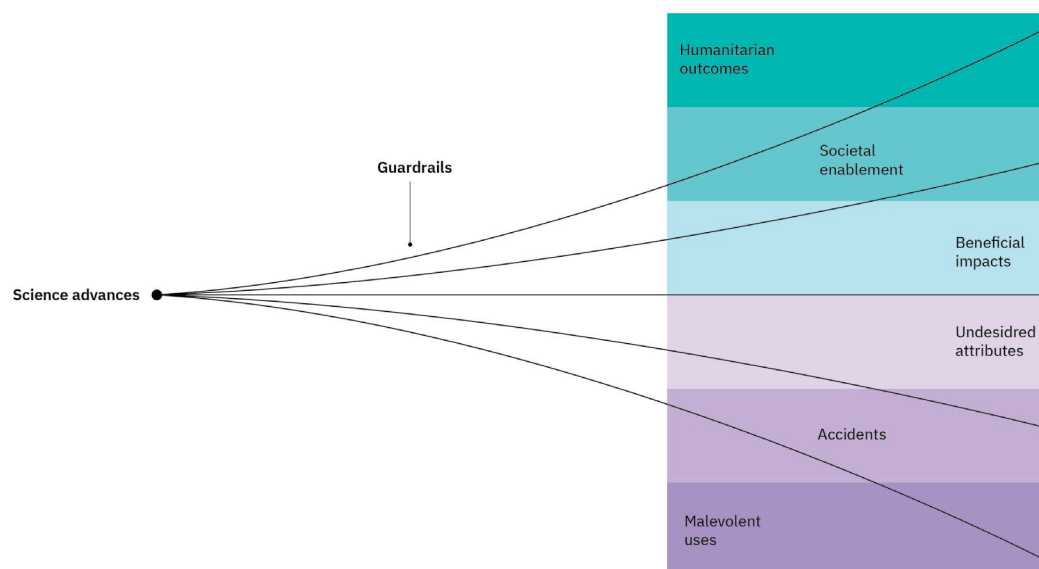 Humanitarian
outcomes
Societal
enablement
Guardrails
Beneficial
impacts
Science advances
Undesidred
attributes
Accidents
Malevolent
uses